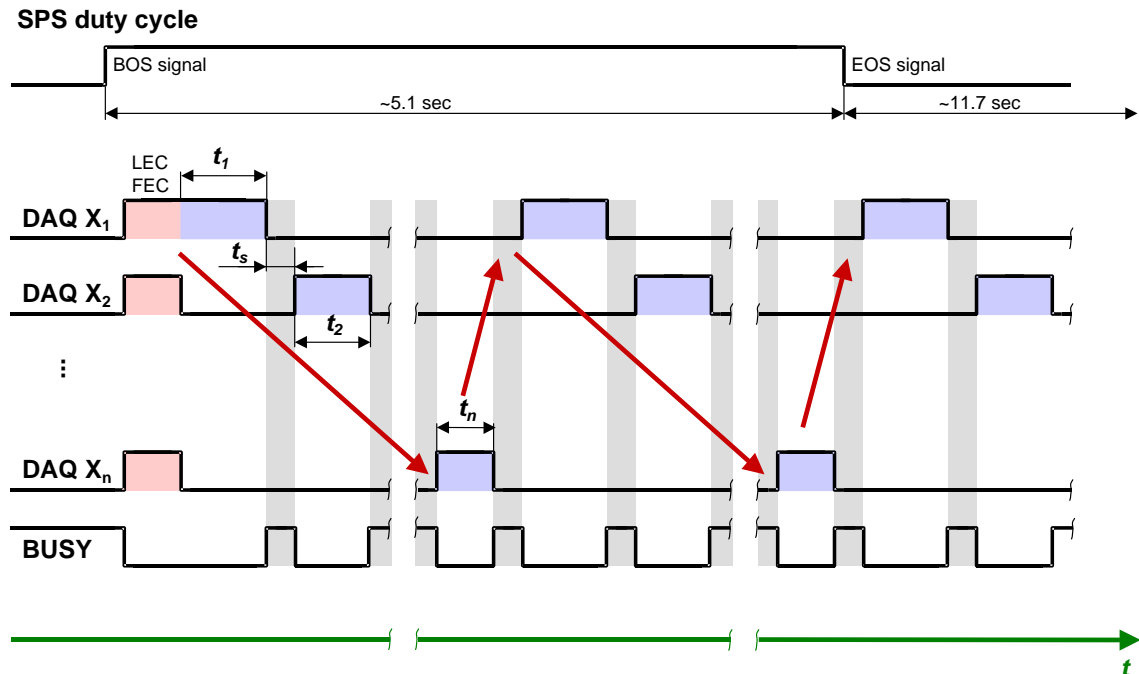 SPS duty cycle
BOS signal
EOS signal
~5.1 sec
~11.7 sec
LEC
FEC
t1
DAQ X1
ts
DAQ X2
t2
...
tn
DAQ Xn
BUSY
t